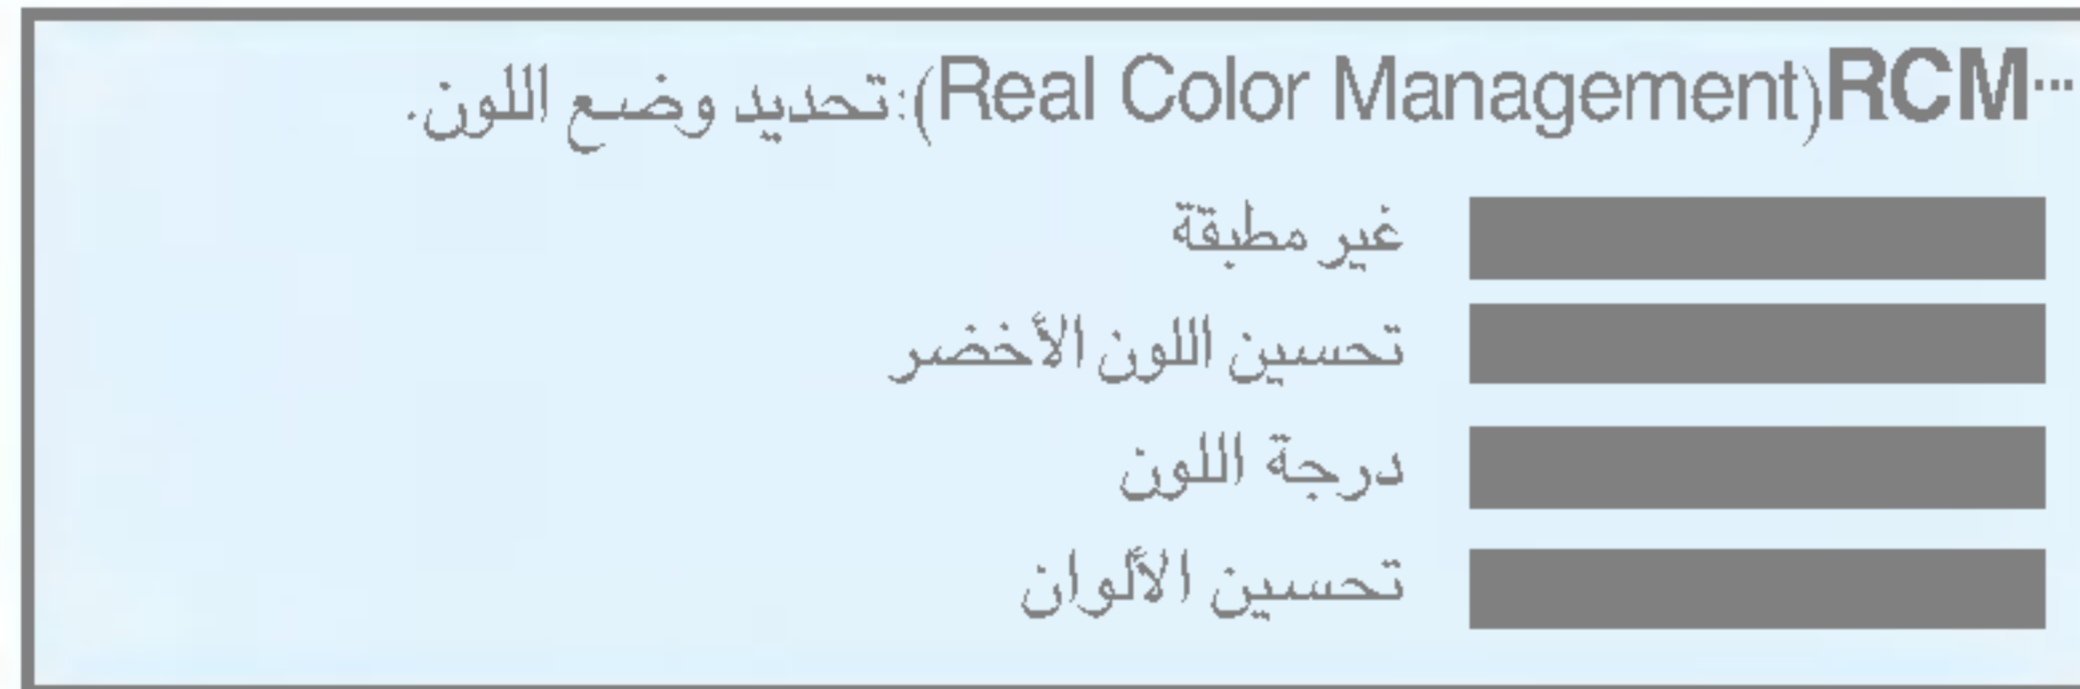 ...RCM(Real Color Management):تحديد وضع اللون.
غير مطبقة
تحسين اللون الأخضر
درجة اللون
تحسين الألوان